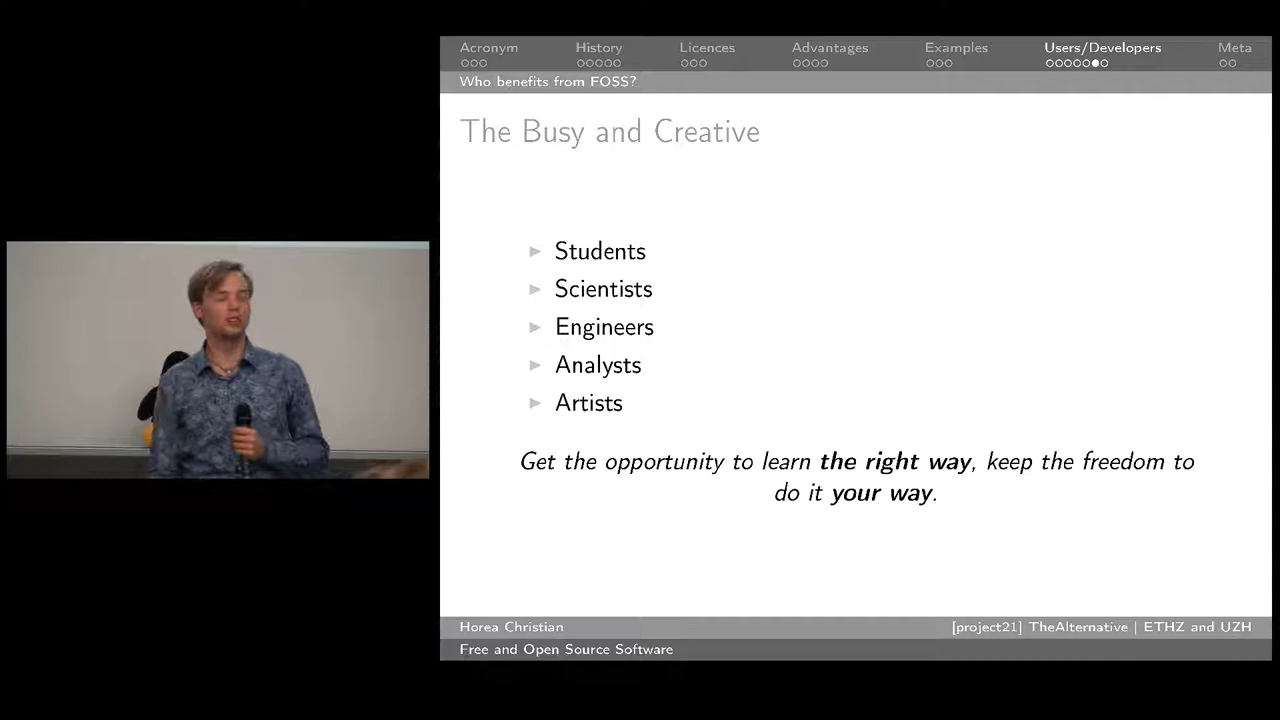 Acronym History Licences Advantages Examples Users/Developers Meta
Who benefits from FOSS?
The Busy and Creative
Students
Scientists
Engineers
Analysts
Artists
Get the opportunity to learn the right way, keep the freedom to
do it your way.
Horea Christian [project21] TheAlternative | ETHZ and UZH
Free and Open Source Software